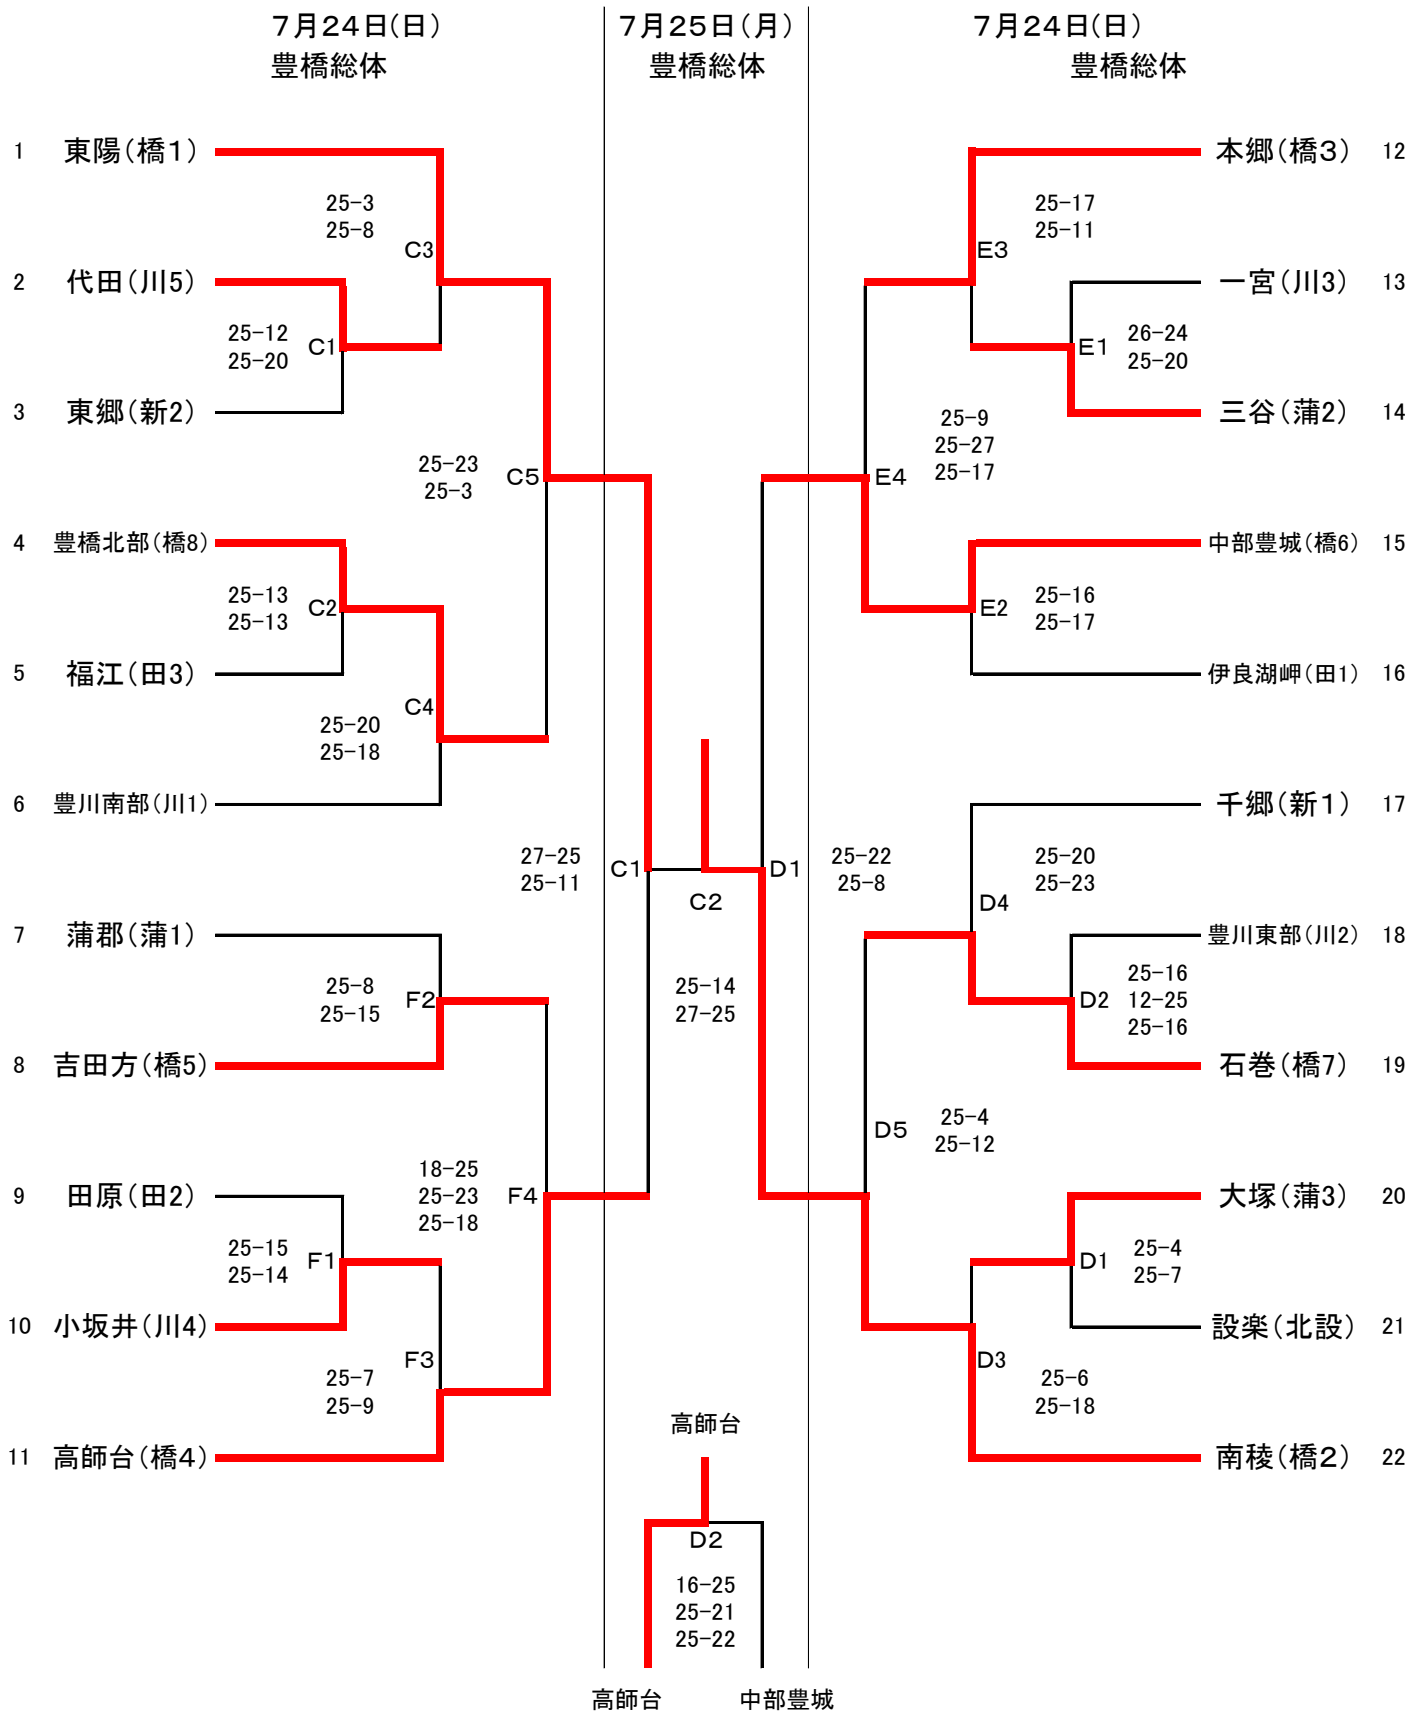 7月24日(日)
豊橋総体
7月25日(月)
豊橋総体
7月24日(日)
豊橋総体
1 東陽(橋1)
25-3
25-8
C3
2 代田(川5)
25-12
25-20
C1
3 東郷(新2)
25-23
25-3
C5
4 豊橋北部(橋8)
25-13
25-13
C2
5 福江(田3)
C4
25-20
25-18
6 豊川南部(川1)
27-25
25-11
C1
7 蒲郡(蒲1)
25-8
25-15
F2
8 吉田方(橋5)
18-25
25-23
25-18
F4
9 田原(田2)
25-15
25-14
F1
10 小坂井(川4)
F3
25-7
25-9
11 高師台(橋4)
C2
25-14
27-25
高師台
D2
16-25
25-21
25-22
高師台 中部豊城
本郷(橋3) 12
25-17
25-11
E3
一宮(川3) 13
E1
26-24
25-20
三谷(蒲2) 14
25-9
25-27
25-17
E4
中部豊城(橋6) 15
E2
25-16
25-17
伊良湖岬(田1) 16
千郷(新1) 17
D1
25-22
25-8
25-20
25-23
D4
豊川東部(川2) 18
D2
25-16
12-25
25-16
石巻(橋7) 19
D5
25-4
25-12
大塚(蒲3) 20
D1
25-4
25-7
設楽(北設) 21
D3
25-6
25-18
南稜(橋2) 22